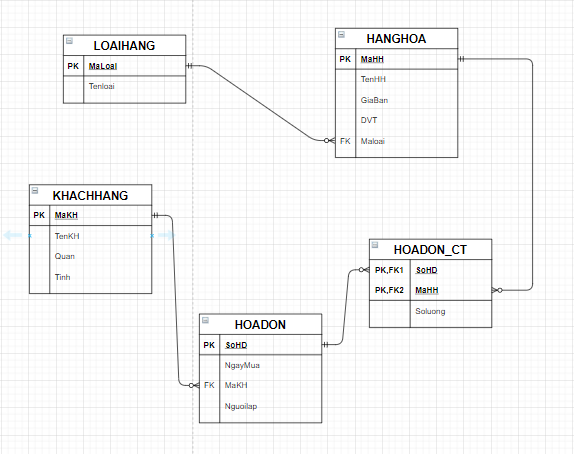 LOAIHANG
PK MaLoai
Tenloai
HANGHOA
PK MaHH
TenHH
GiaBan
DVT
FK Maloai
KHACHHANG
PK MaKH
TenKH
Quan
Tinh
HOADON_CT
PK,FK1 SoHD
PK,FK2 MaHH
Soluong
HOADON
PK SoHD
NgayMua
FK MaKH
Nguoilap